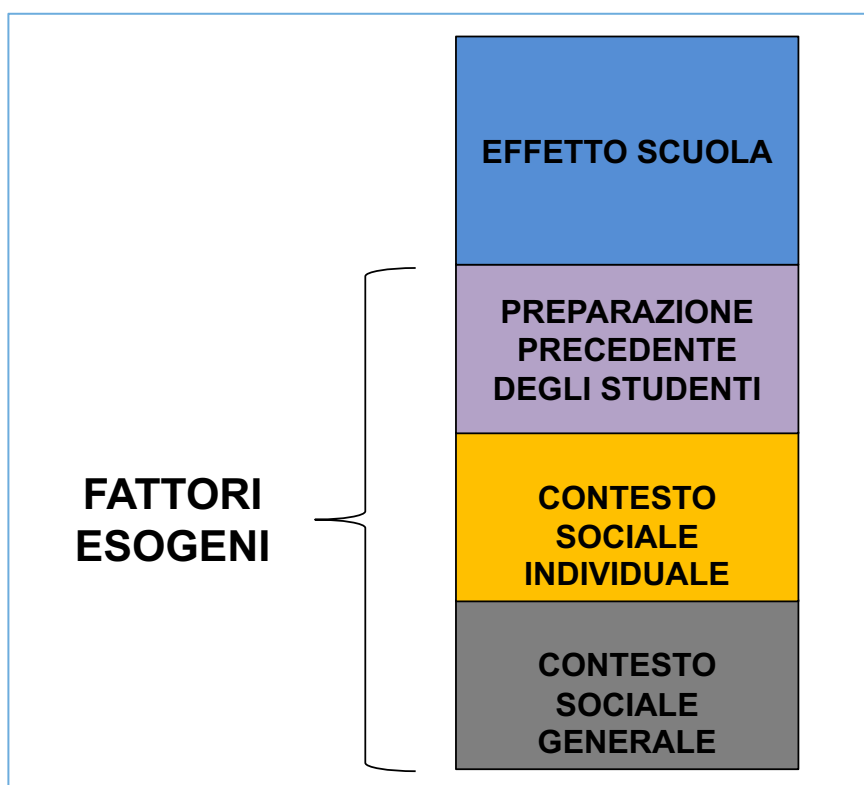 EFFETTO SCUOLA
PREPARAZIONE
PRECEDENTE
DEGLI STUDENTI
FATTORI
ESOGENI
CONTESTO
SOCIALE
INDIVIDUALE
CONTESTO
SOCIALE
GENERALE